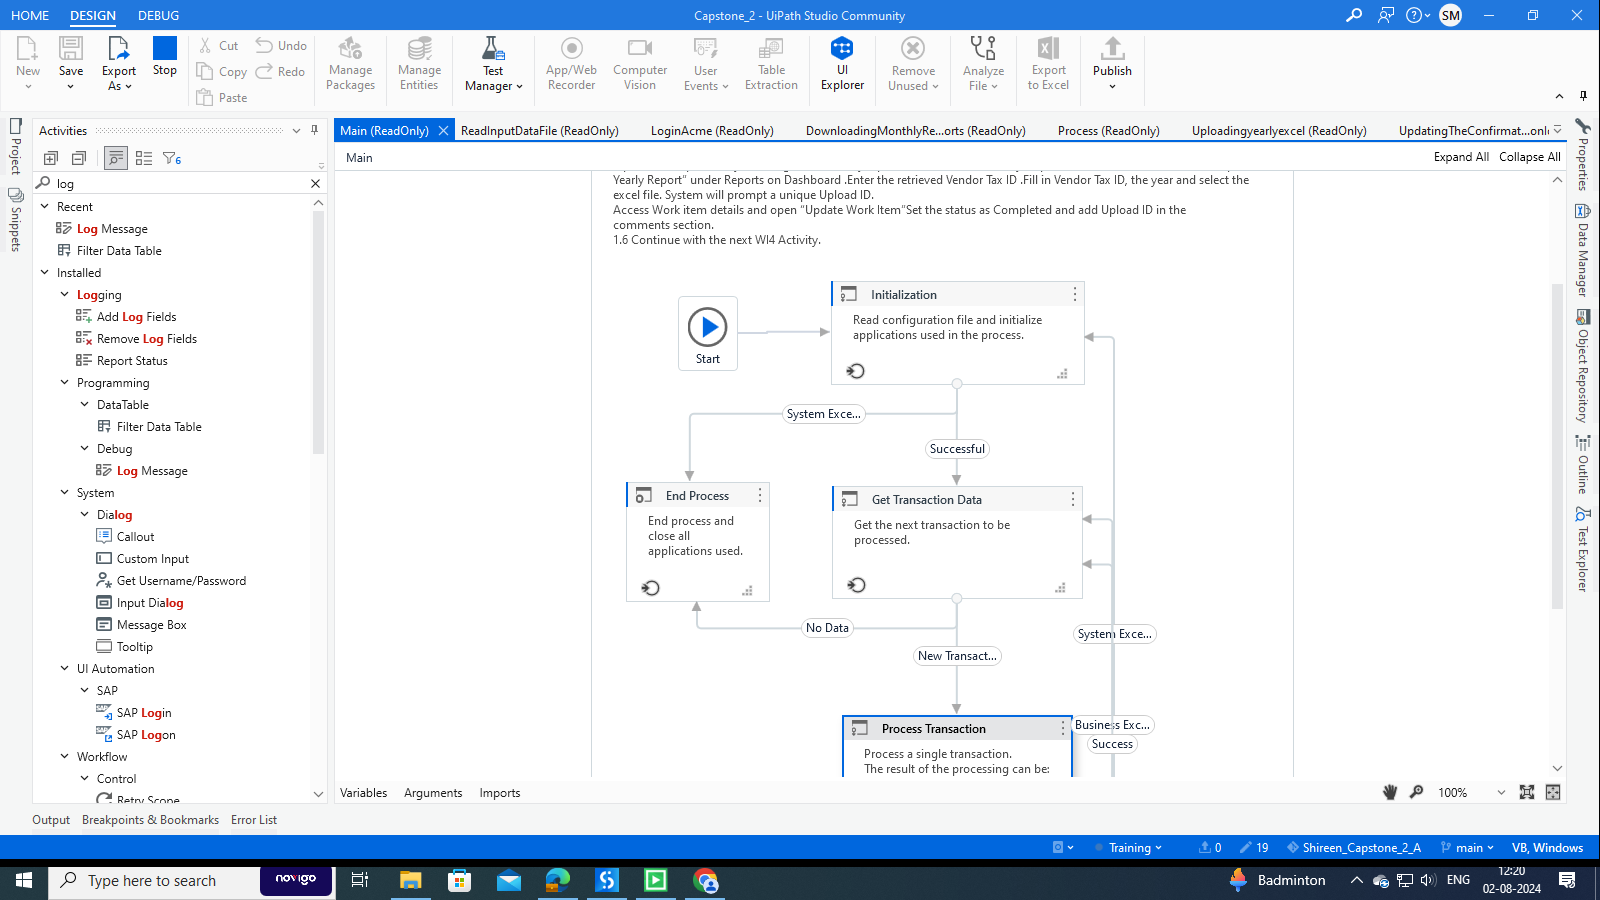 HOME DESIGN DEBUG
Capstone_2 - UiPath Studio Community
SM
New
Save
Export
As
Stop
Cut
Copy
Paste
Undo
Redo
Manage
Packages
Manage
Entities
Test
Manager
App/Web
Recorder
Computer
Vision
User
Events
Table
Extraction
UI
Explorer
Remove
Unused
Analyze
File
Export
to Excel
Publish
Project
Snippets
Activities
6
log
Recent
Log Message
Filter Data Table
Installed
Logging
Add Log Fields
Remove Log Fields
Report Status
Programming
DataTable
Filter Data Table
Debug
Log Message
System
Dialog
Callout
Custom Input
Get Username/Password
Input Dialog
Message Box
Tooltip
UI Automation
SAP
SAP Login
SAP Logon
Workflow
Control
Retry Scope
Main (ReadOnly) ReadInputDataFile (ReadOnly) LoginAcme (ReadOnly) DownloadingMonthlyRe...orts (ReadOnly) Process (ReadOnly) Uploadingyearlyexcel (ReadOnly) UpdatingTheConfirmat...onl
Main
Expand All Collapse All
Yearly Report" under Reports on Dashboard .Enter the retrieved Vendor Tax ID .Fill in Vendor Tax ID, the year and select the
excel file. System will prompt a unique Upload ID.
Access Work item details and open "Update Work Item"Set the status as Completed and add Upload ID in the
comments section.
1.6 Continue with the next WI4 Activity.
Start
Initialization
Read configuration file and initialize
applications used in the process.
System Exce...
Successful
End Process
End process and
close all
applications used.
Get Transaction Data
Get the next transaction to be
processed.
No Data
New Transact...
System Exce...
Business Exc...
Success
Process Transaction
Process a single transaction.
The result of the processing can be:
Variables Arguments Imports
100%
Properties
Data Manager
Object Repository
Outline
Test Explorer
Output Breakpoints & Bookmarks Error List
Training 0 19 Shireen_Capstone_2_A main VB, Windows
Type here to search
novigo
Badminton
ENG
12:20
02-08-2024